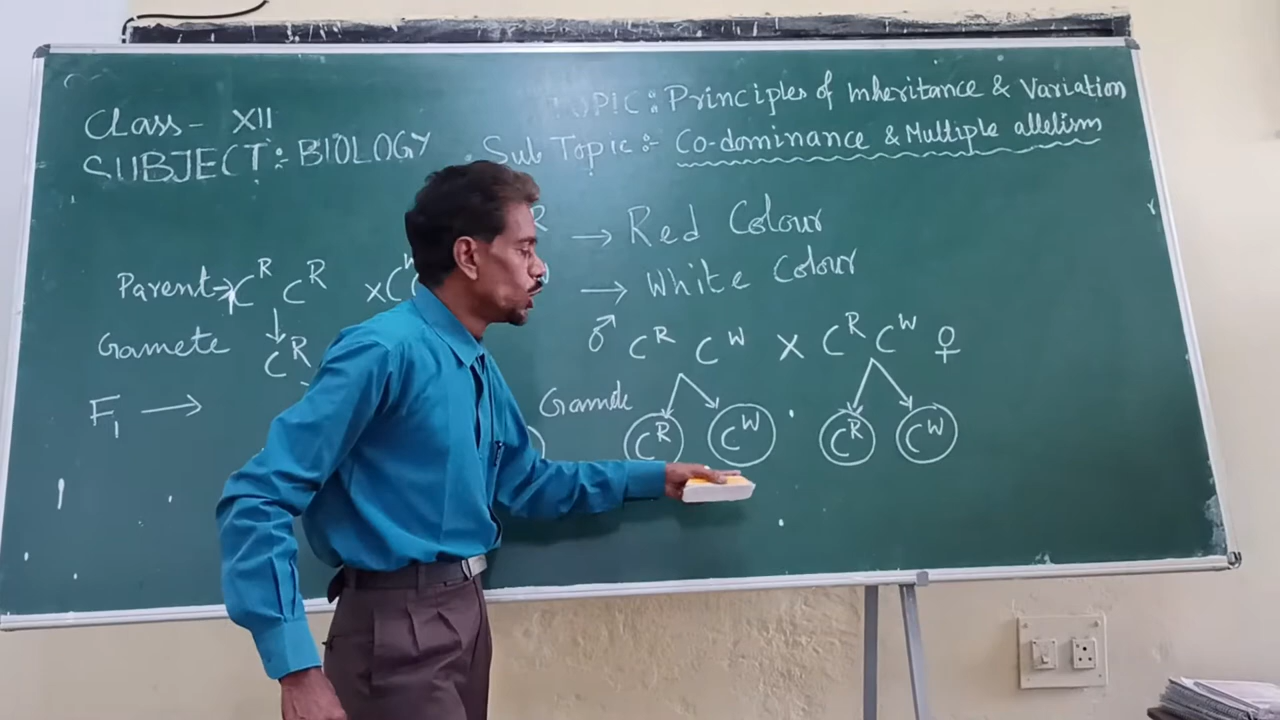 Class- XII
SUBJECT:- BIOLOGY
TOPIC:- Principles of Inheritance & Variation
Sub Topic:- Co-dominance & Multiple allelism
R → Red Colour
→ White Colour
Parent→ C^R C^R x C^W
Gamete C^R
F₁ →
♂ C^R C^W X C^R C^W ♀
Gamete C^R C^W C^R C^W